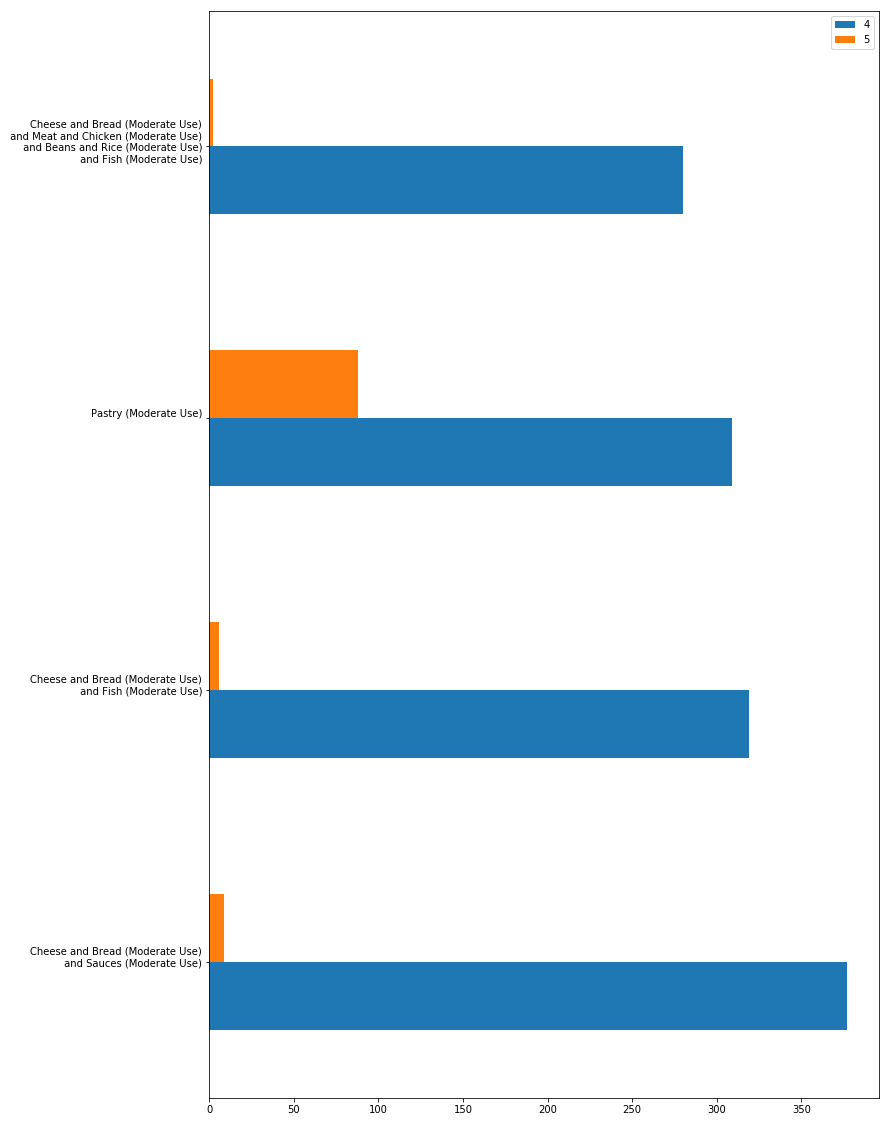 4
5
Cheese and Bread (Moderate Use)
and Meat and Chicken (Moderate Use)
and Beans and Rice (Moderate Use)
and Fish (Moderate Use)
Pastry (Moderate Use)
Cheese and Bread (Moderate Use)
and Fish (Moderate Use)
Cheese and Bread (Moderate Use)
and Sauces (Moderate Use)
0 50 100 150 200 250 300 350